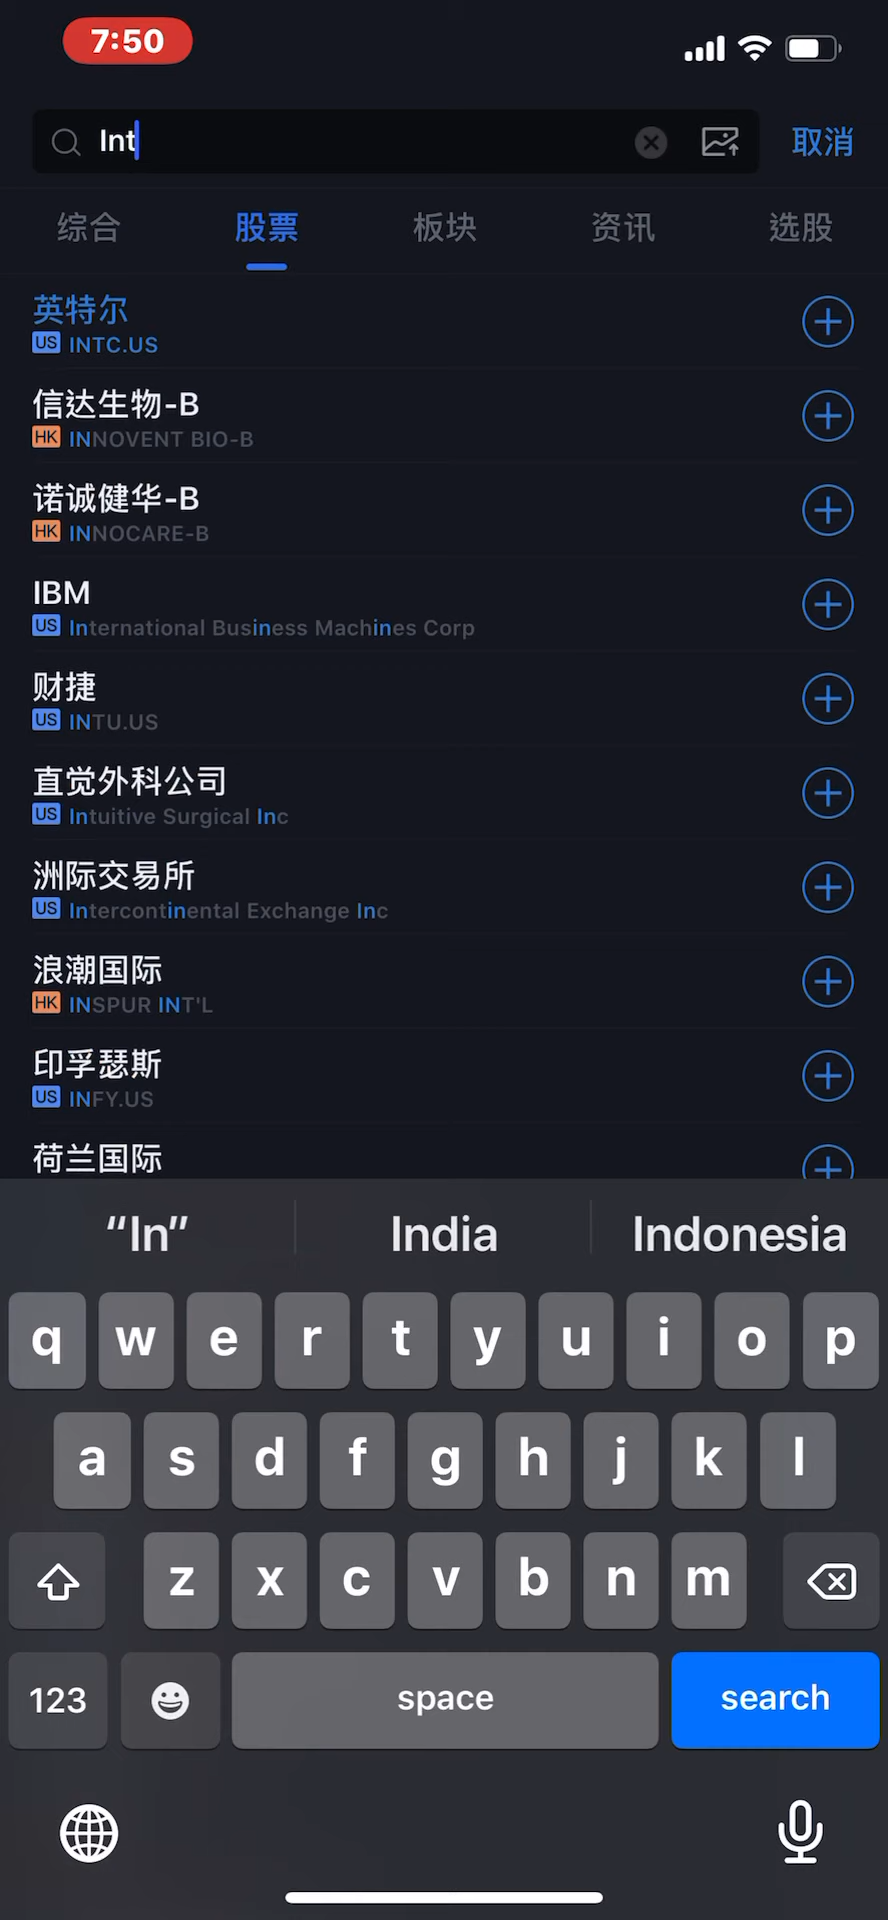 7:50
Int
取消
综合 股票 板块 资讯 选股
英特尔
US INTC.US
信达生物-B
HK INNOVENT BIO-B
诺诚健华-B
HK INNOCARE-B
IBM
US International Business Machines Corp
财捷
US INTU.US
直觉外科公司
US Intuitive Surgical Inc
洲际交易所
US Intercontinental Exchange Inc
浪潮国际
HK INSPUR INT'L
印孚瑟斯
US INFY.US
荷兰国际
“In” India Indonesia
q w e r t y u i o p
a s d f g h j k l
z x c v b n m
123 space search